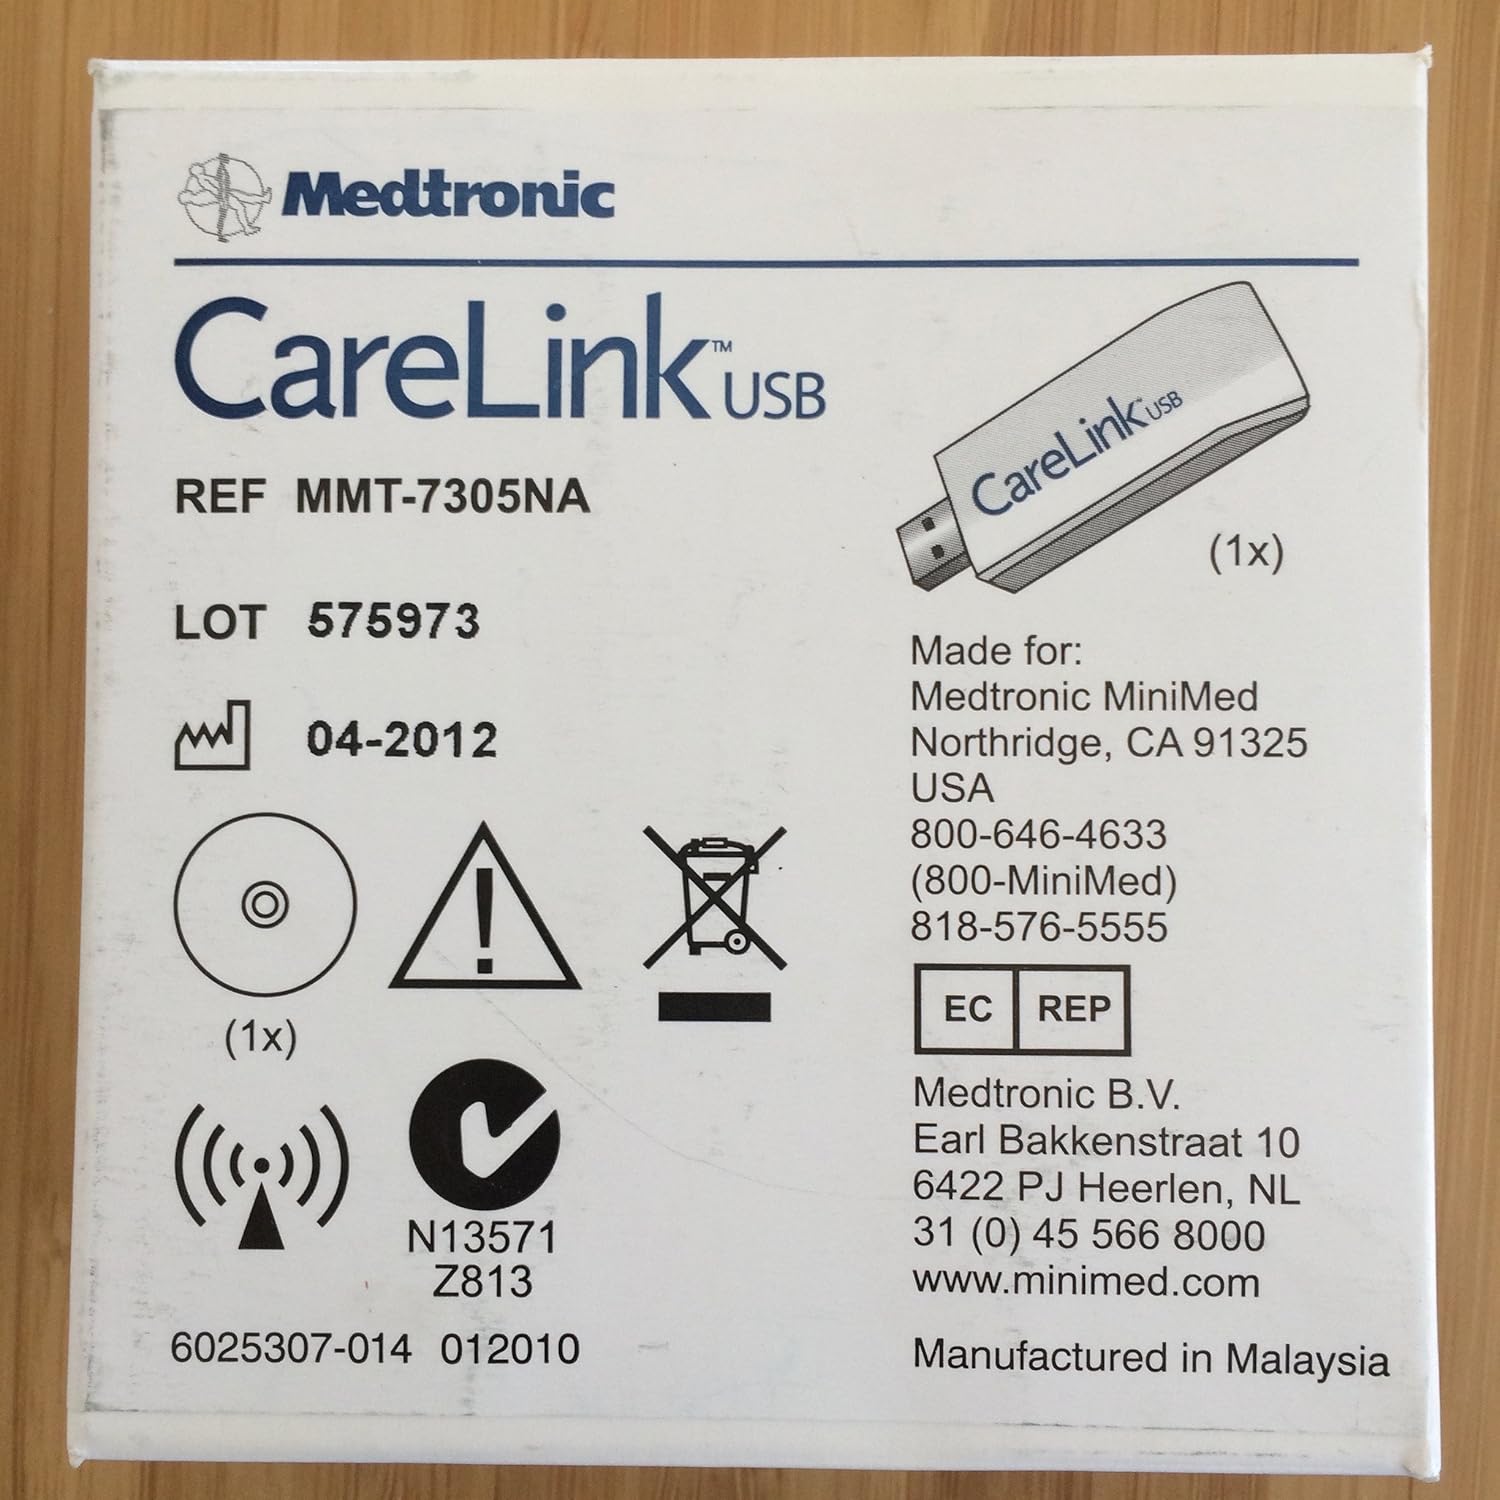 Medtronic
CareLink™ USB
CareLink™ USB
REF MMT-7305NA
(1x)
LOT 575973
04-2012
(1x)
N13571
Z813
6025307-014 012010
Made for:
Medtronic MiniMed
Northridge, CA 91325
USA
800-646-4633
(800-MiniMed)
818-576-5555
EC REP
Medtronic B.V.
Earl Bakkenstraat 10
6422 PJ Heerlen, NL
31 (0) 45 566 8000
www.minimed.com
Manufactured in Malaysia